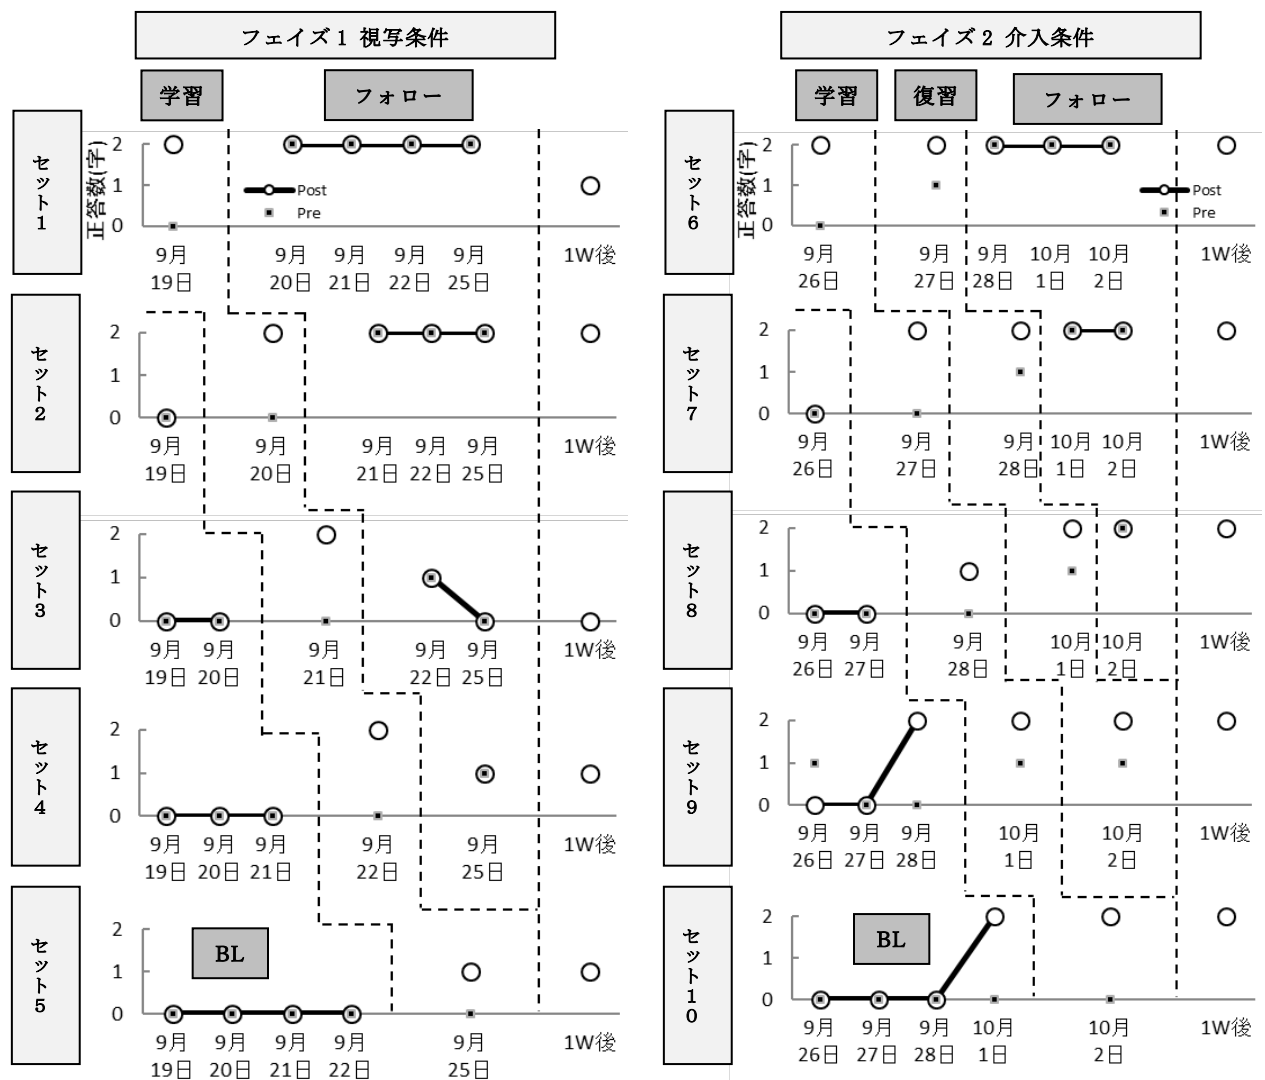 フェイズ1 視写条件
学習
フォロー
セット1
正答数(字)
2
1
0
Post
Pre
9月 9月 9月 9月 9月 1W後
19日 20日 21日 22日 25日
セット2
2
1
0
9月 9月 9月 9月 9月 1W後
19日 20日 21日 22日 25日
セット3
2
1
0
9月 9月 9月 9月 9月 1W後
19日 20日 21日 22日 25日
セット4
2
1
0
9月 9月 9月 9月 9月 1W後
19日 20日 21日 22日 25日
セット5
BL
2
1
0
9月 9月 9月 9月 9月 1W後
19日 20日 21日 22日 25日
フェイズ2 介入条件
学習
復習
フォロー
セット6
正答数(字)
2
1
0
Post
Pre
9月 9月 9月 10月 10月 1W後
26日 27日 28日 1日 2日
セット7
2
1
0
9月 9月 9月 10月 10月 1W後
26日 27日 28日 1日 2日
セット8
2
1
0
9月 9月 9月 10月 10月 1W後
26日 27日 28日 1日 2日
セット9
2
1
0
9月 9月 9月 10月 10月 1W後
26日 27日 28日 1日 2日
セット10
BL
2
1
0
9月 9月 9月 10月 10月 1W後
26日 27日 28日 1日 2日